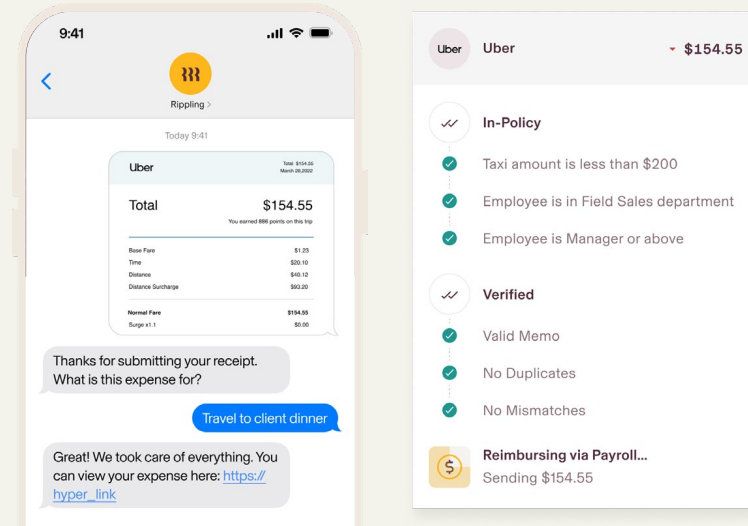 9:41
Rippling >
Today 9:41
Uber
Total $154.55
March 28,2022
Total
$154.55
You earned 886 points on this trip
Base Fare $1.23
Time $20.10
Distance $40.12
Distance Surcharge $93.20
Normal Fare $154.55
Surge x1.1 $0.00
Thanks for submitting your receipt.
What is this expense for?
Travel to client dinner
Great! We took care of everything. You
can view your expense here: https://
hyper_link
Uber
Uber
$154.55
In-Policy
Taxi amount is less than $200
Employee is in Field Sales department
Employee is Manager or above
Verified
Valid Memo
No Duplicates
No Mismatches
$
Reimbursing via Payroll...
Sending $154.55